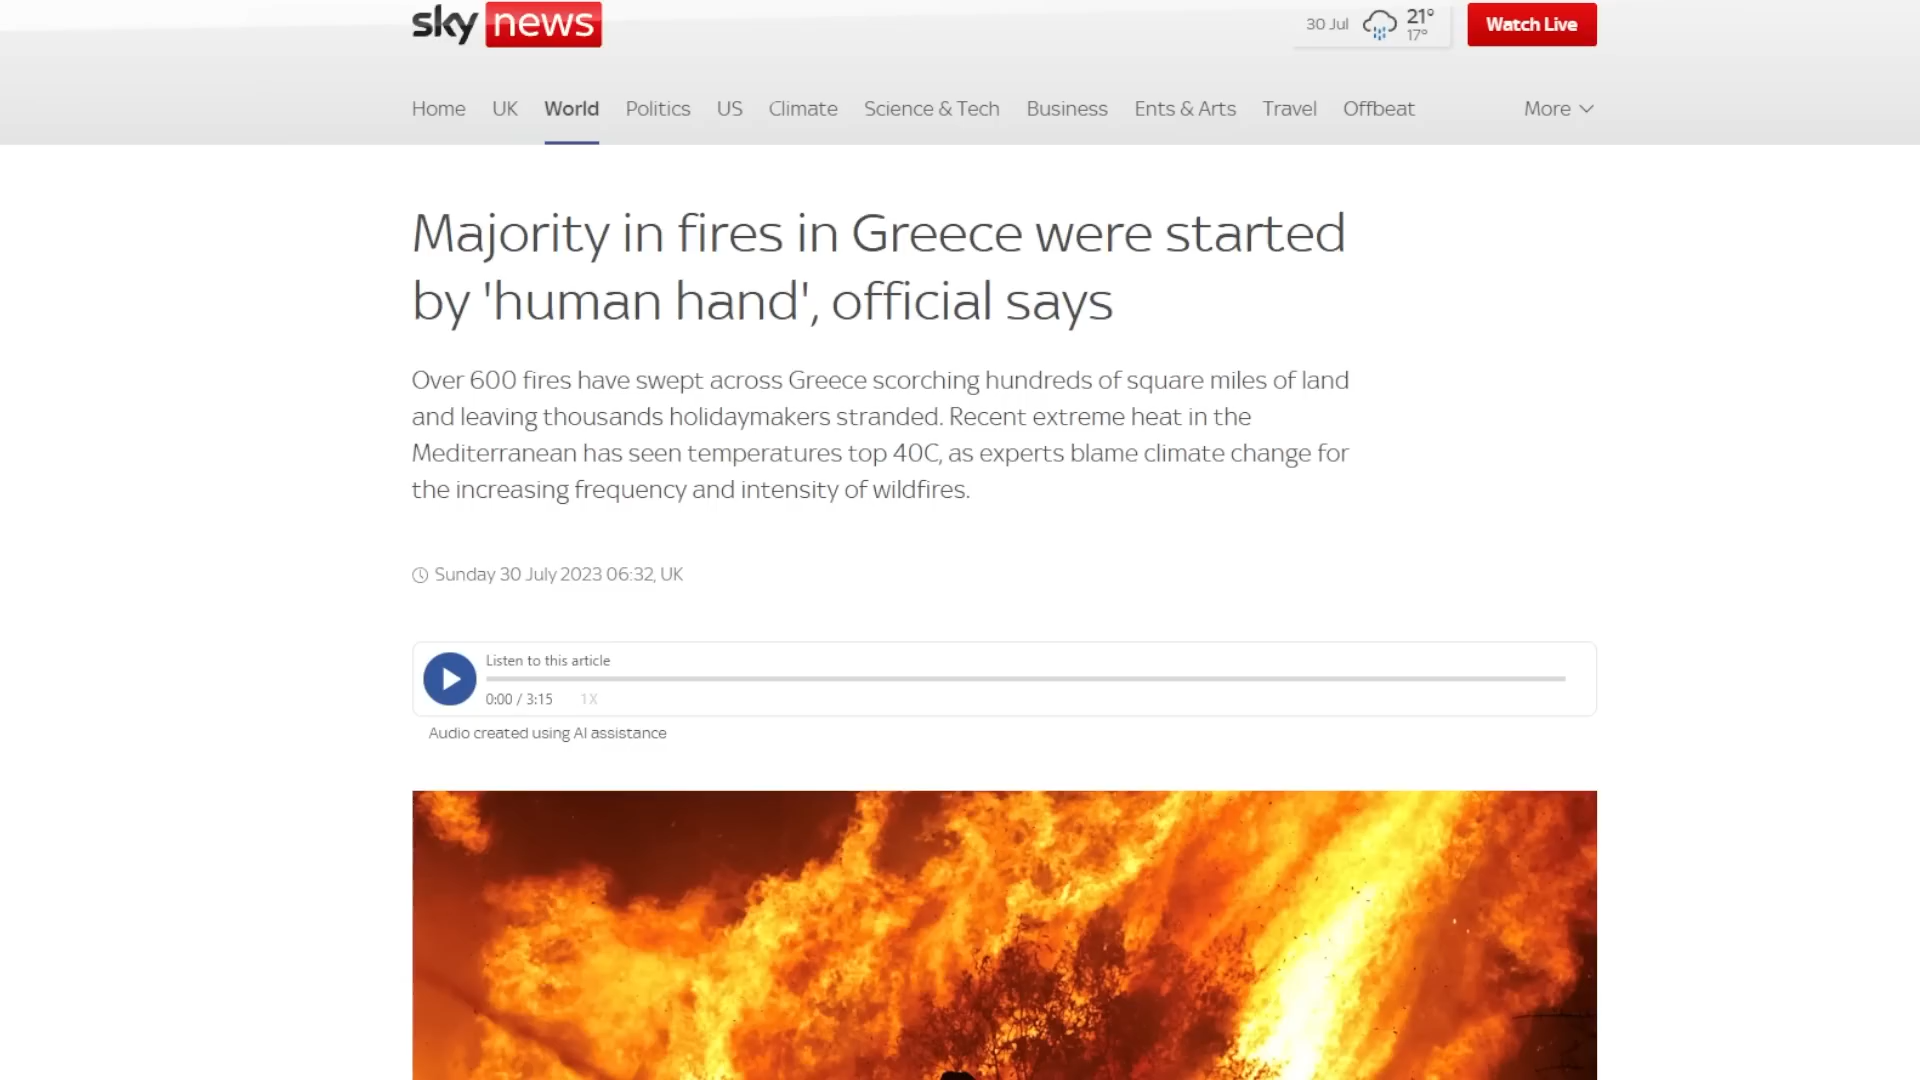 sky news
30 Jul
21°
17°
Watch Live
Home UK World Politics US Climate Science & Tech Business Ents & Arts Travel Offbeat More
Majority in fires in Greece were started
by 'human hand', official says
Over 600 fires have swept across Greece scorching hundreds of square miles of land
and leaving thousands holidaymakers stranded. Recent extreme heat in the
Mediterranean has seen temperatures top 40C, as experts blame climate change for
the increasing frequency and intensity of wildfires.
Sunday 30 July 2023 06:32, UK
Listen to this article
0:00 / 3:15 1X
Audio created using AI assistance